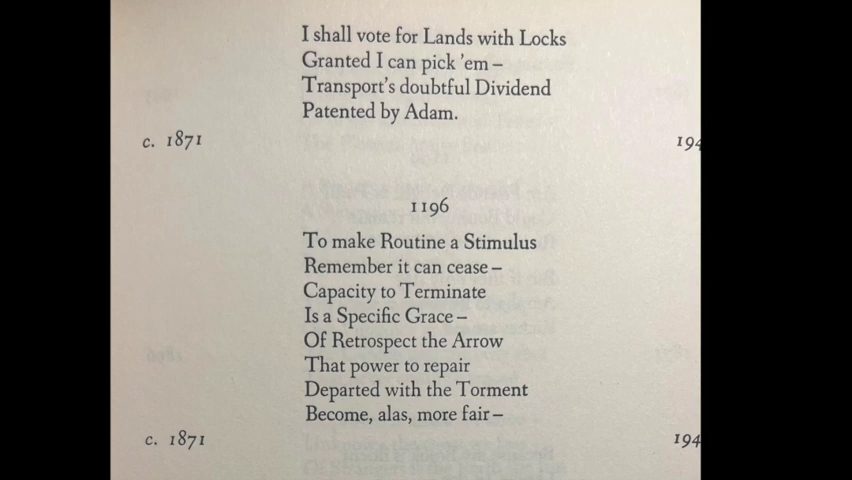 I shall vote for Lands with Locks
Granted I can pick 'em –
Transport's doubtful Dividend
Patented by Adam.
c. 1871 194
1196
To make Routine a Stimulus
Remember it can cease –
Capacity to Terminate
Is a Specific Grace –
Of Retrospect the Arrow
That power to repair
Departed with the Torment
Become, alas, more fair –
c. 1871 194